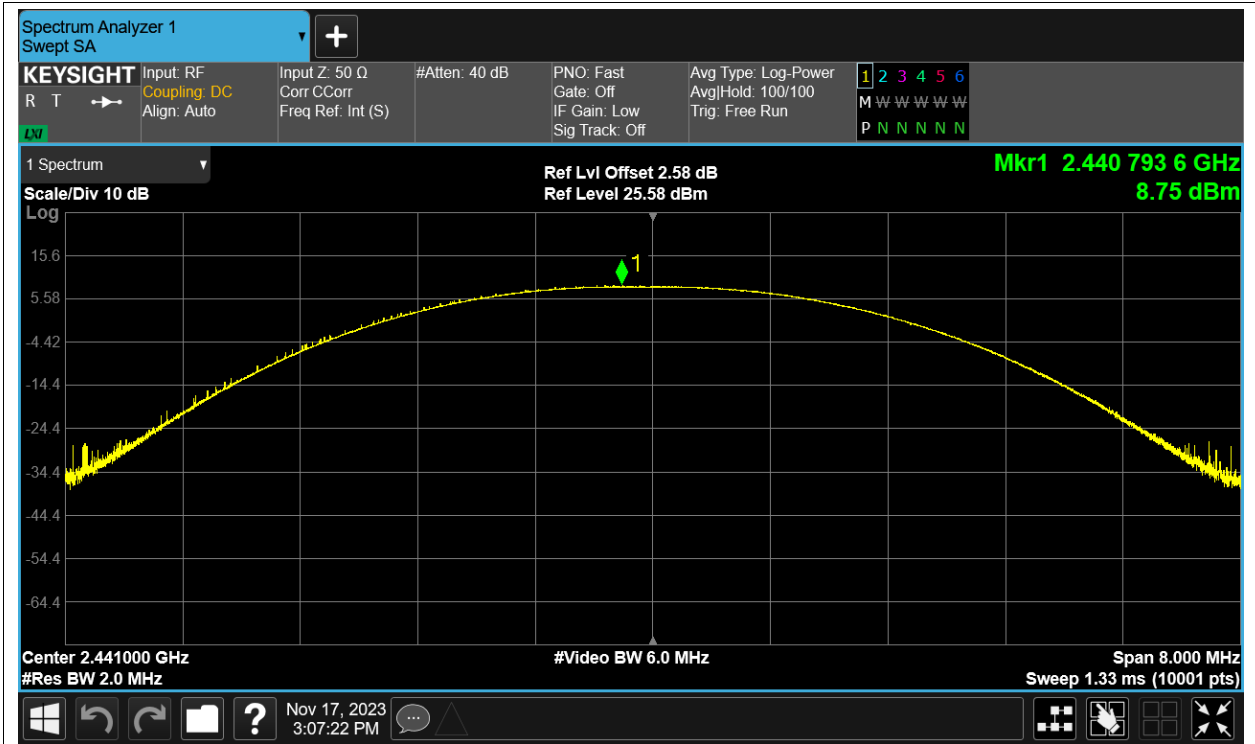 Spectrum Analyzer 1
Swept SA
KEYSIGHT
R T
LXI
Input: RF
Coupling: DC
Align: Auto
Input Z: 50 Ω
Corr CCorr
Freq Ref: Int (S)
#Atten: 40 dB
PNO: Fast
Gate: Off
IF Gain: Low
Sig Track: Off
Avg Type: Log-Power
Avg|Hold: 100/100
Trig: Free Run
1 2 3 4 5 6
M W W W W W
P N N N N N
1 Spectrum
Scale/Div 10 dB
Log
Ref Lvl Offset 2.58 dB
Ref Level 25.58 dBm
Mkr1 2.440 793 6 GHz
8.75 dBm
1
15.6
5.58
-4.42
-14.4
-24.4
-34.4
-44.4
-54.4
-64.4
Center 2.441000 GHz
#Video BW 6.0 MHz
Span 8.000 MHz
#Res BW 2.0 MHz
Sweep 1.33 ms (10001 pts)
?
Nov 17, 2023
3:07:22 PM